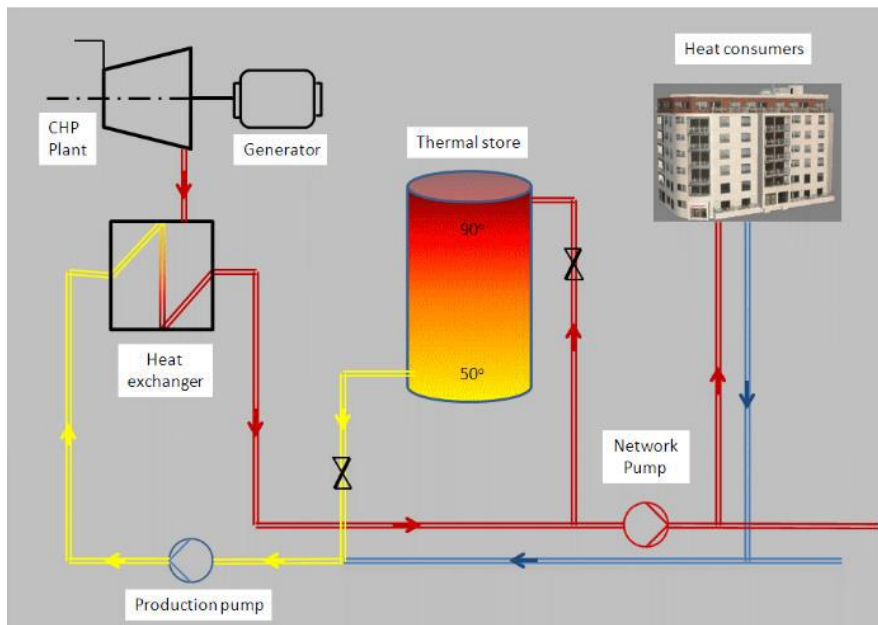 Heat consumers
CHP
Plant
Generator
Thermal store
90°
Heat
exchanger
50°
Network
Pump
Production pump